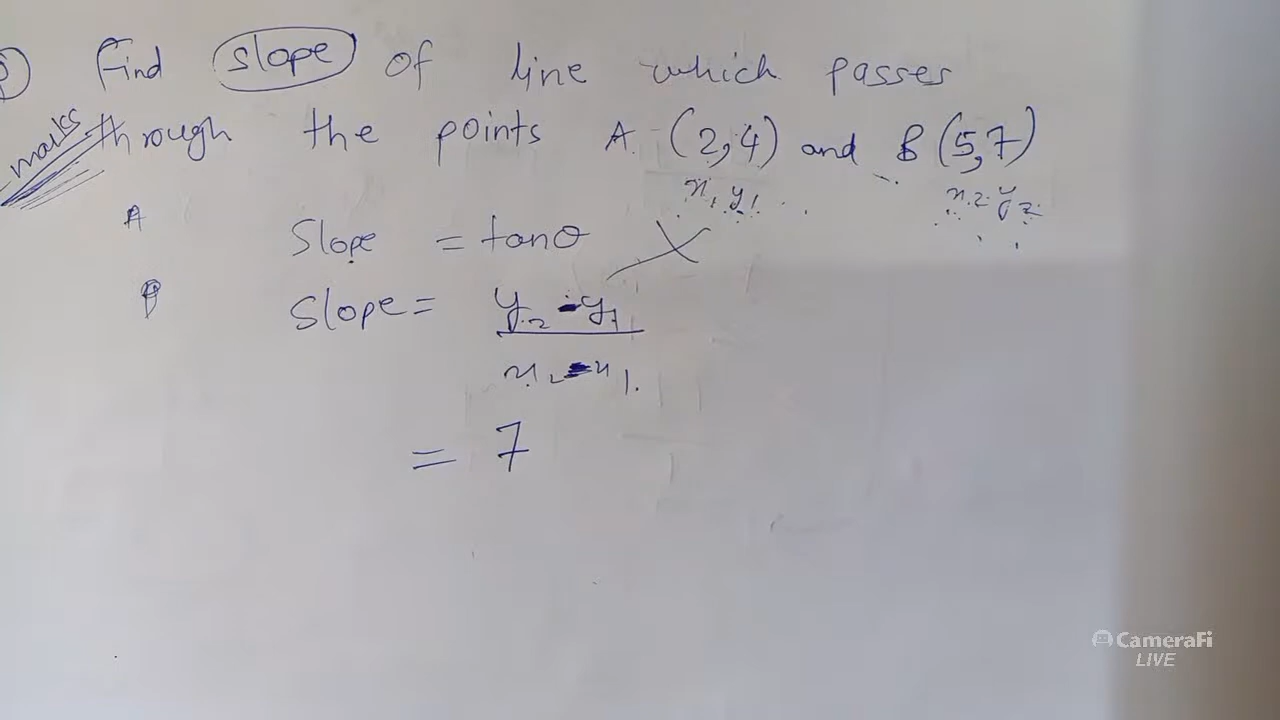 Find slope of line which passes
through the points A (2,4) and B (5,7)
marks
x₁ y₁ x₂ y₂
A Slope = tanθ
Slope = y₂ - y₁
x₂ - x₁
= 7
CameraFi
LIVE